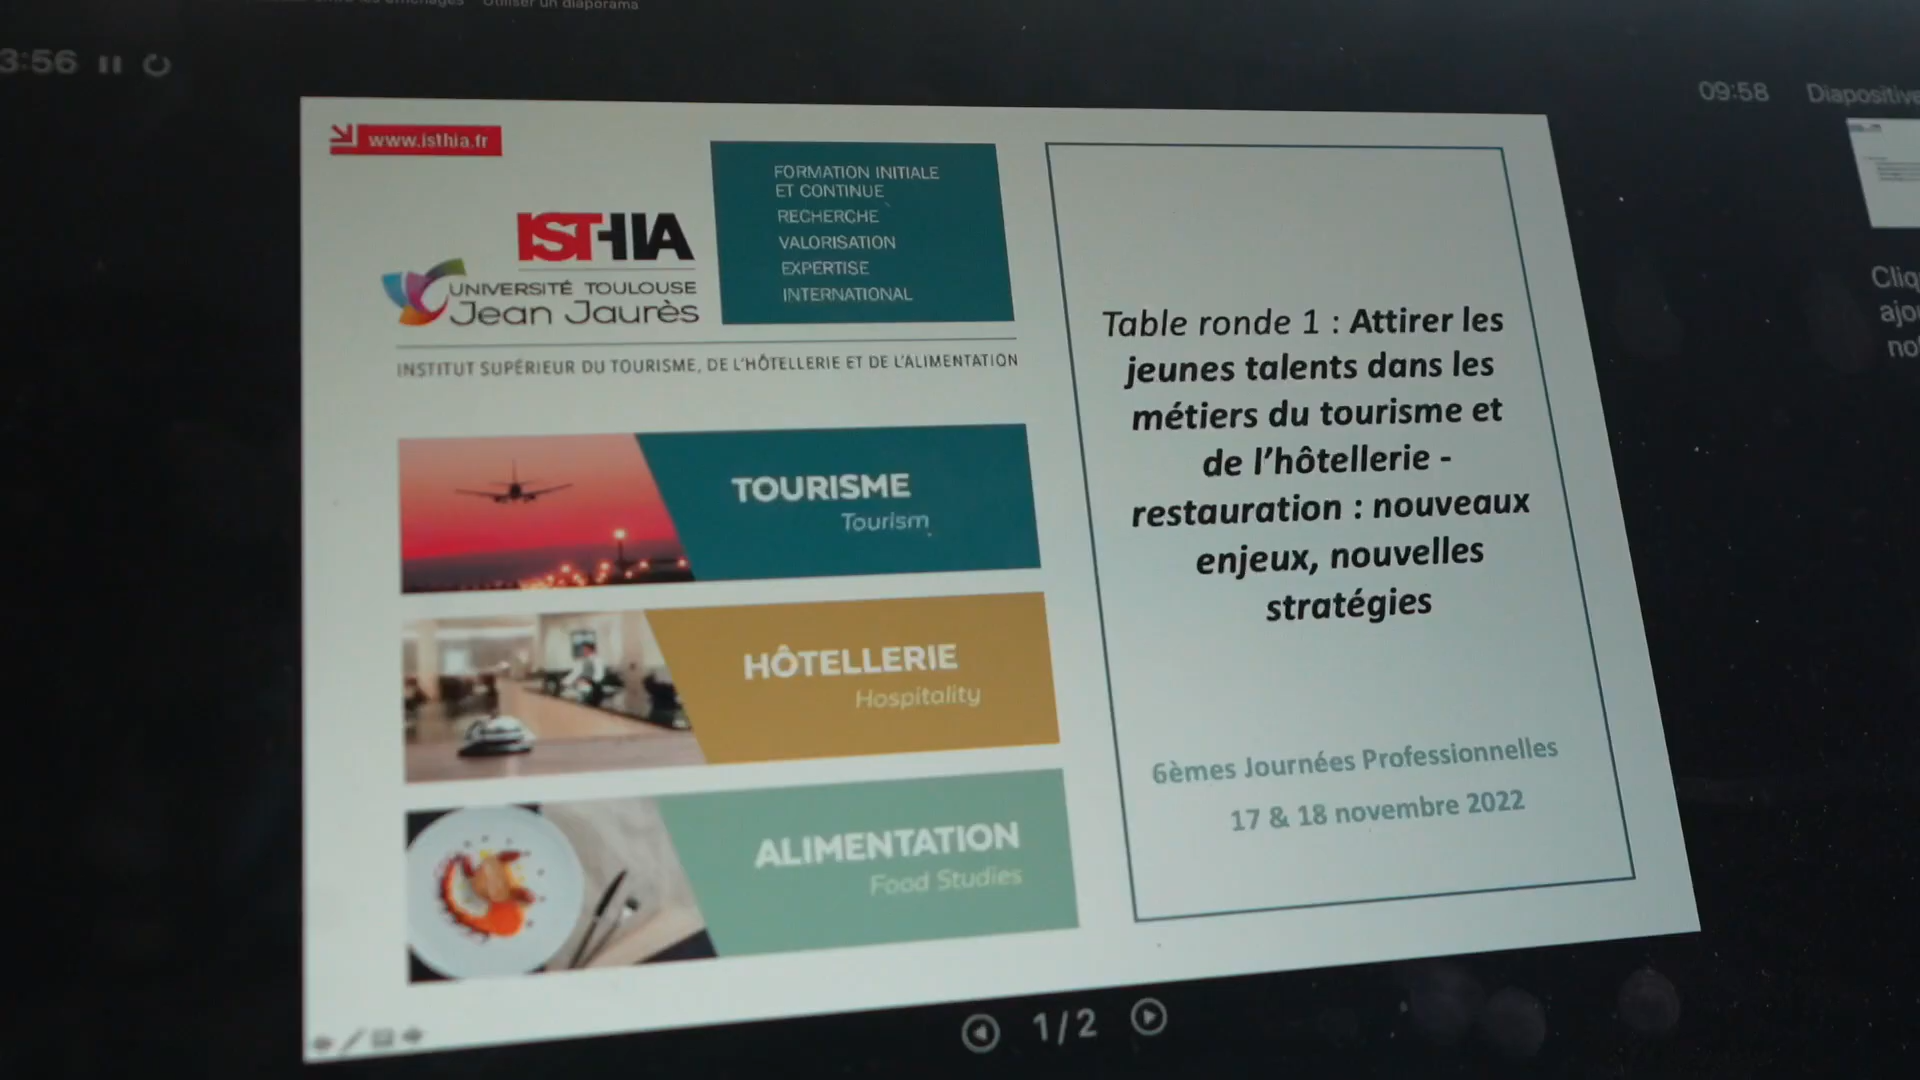 Utiliser un diaporama
3:56
09:58
www.isthia.fr
ISTHIA
UNIVERSITÉ TOULOUSE
Jean Jaurès
FORMATION INITIALE
ET CONTINUE
RECHERCHE
VALORISATION
EXPERTISE
INTERNATIONAL
INSTITUT SUPÉRIEUR DU TOURISME, DE L'HÔTELLERIE ET DE L'ALIMENTATION
TOURISME
Tourism
HÔTELLERIE
Hospitality
ALIMENTATION
Food Studies
Table ronde 1 : Attirer les
jeunes talents dans les
métiers du tourisme et
de l'hôtellerie -
restauration : nouveaux
enjeux, nouvelles
stratégies
6èmes Journées Professionnelles
17 & 18 novembre 2022
Diapositive
1/2